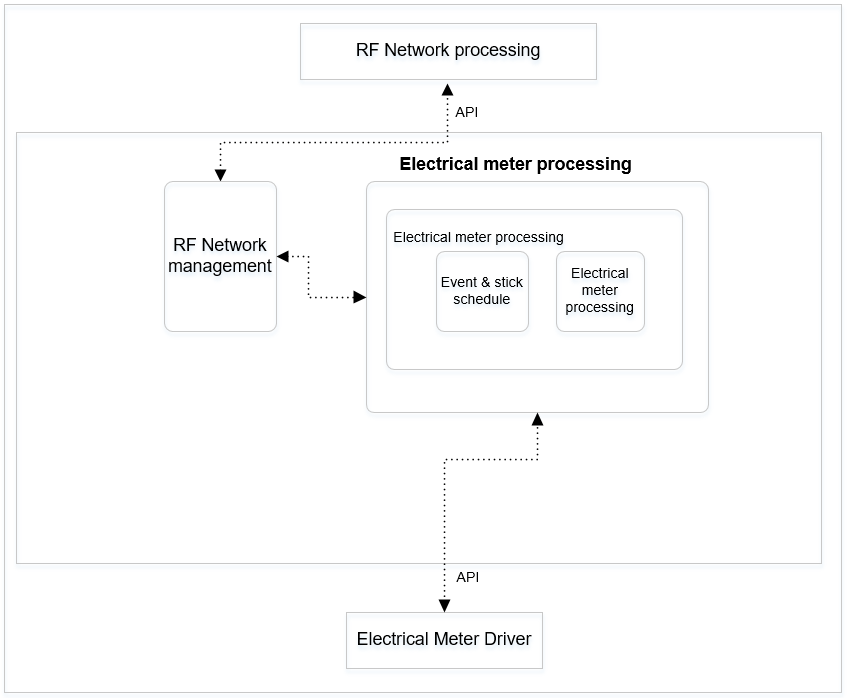 RF Network processing
API
Electrical meter processing
RF Network
management
Electrical meter processing
Event & stick
schedule
Electrical
meter
processing
API
Electrical Meter Driver